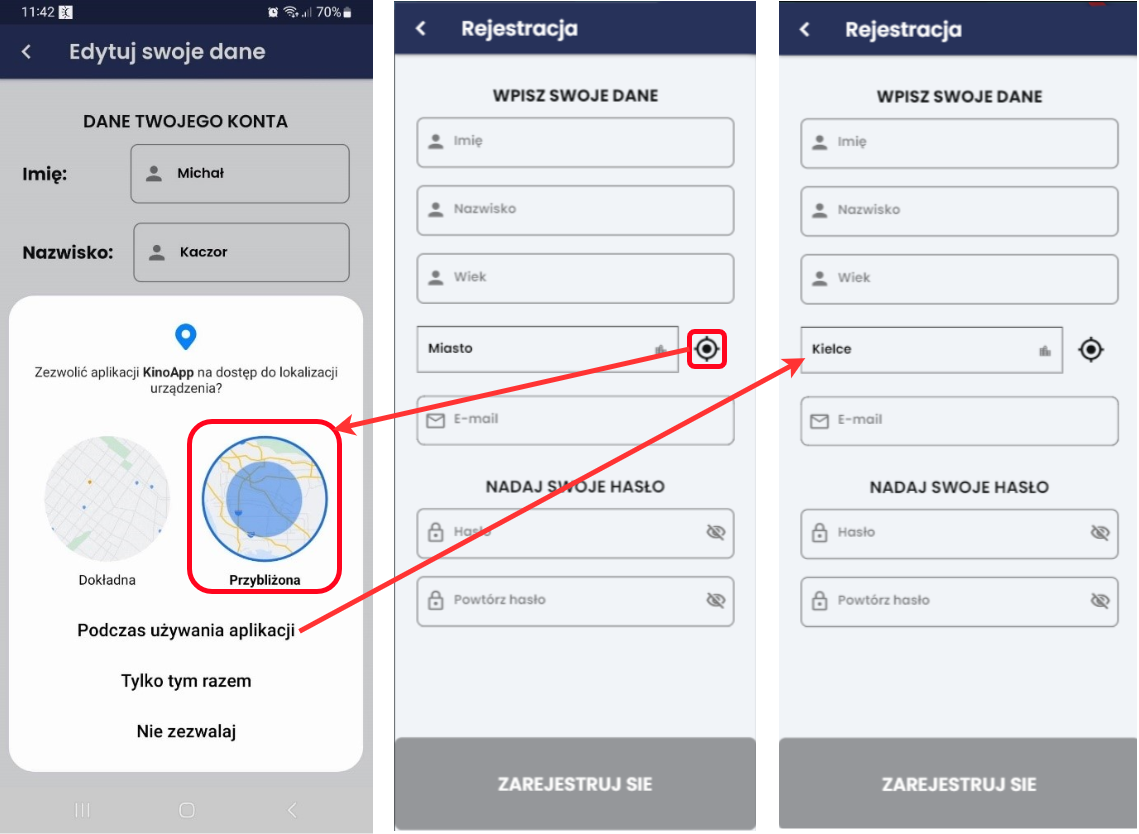 11:42
70%
Edytuj swoje dane
DANE TWOJEGO KONTA
Imię:
Michał
Nazwisko:
Kaczor
Zezwolić aplikacji KinoApp na dostęp do lokalizacji
urządzenia?
Dokładna
Przybliżona
Podczas używania aplikacji
Tylko tym razem
Nie zezwalaj
Rejestracja
WPISZ SWOJE DANE
Imię
Nazwisko
Wiek
Miasto
E-mail
NADAJ SWOJE HASŁO
Hasło
Powtórz hasło
ZAREJESTRUJ SIE
Rejestracja
WPISZ SWOJE DANE
Imię
Nazwisko
Wiek
Kielce
E-mail
NADAJ SWOJE HASŁO
Hasło
Powtórz hasło
ZAREJESTRUJ SIE